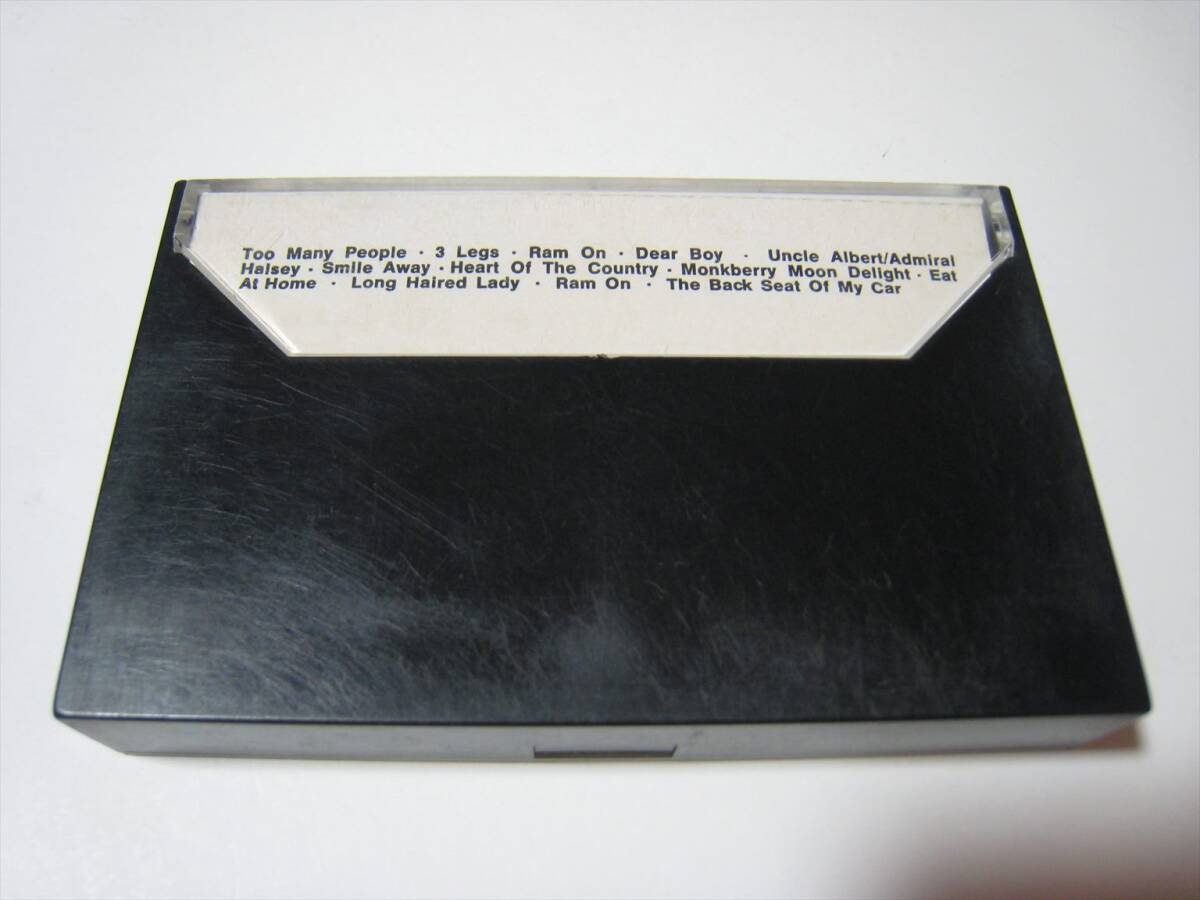 Too Many People · 3 Legs · Ram On · Dear Boy · Uncle Albert/Admiral
Halsey · Smile Away · Heart Of The Country · Monkberry Moon Delight · Eat
At Home · Long Haired Lady · Ram On · The Back Seat Of My Car